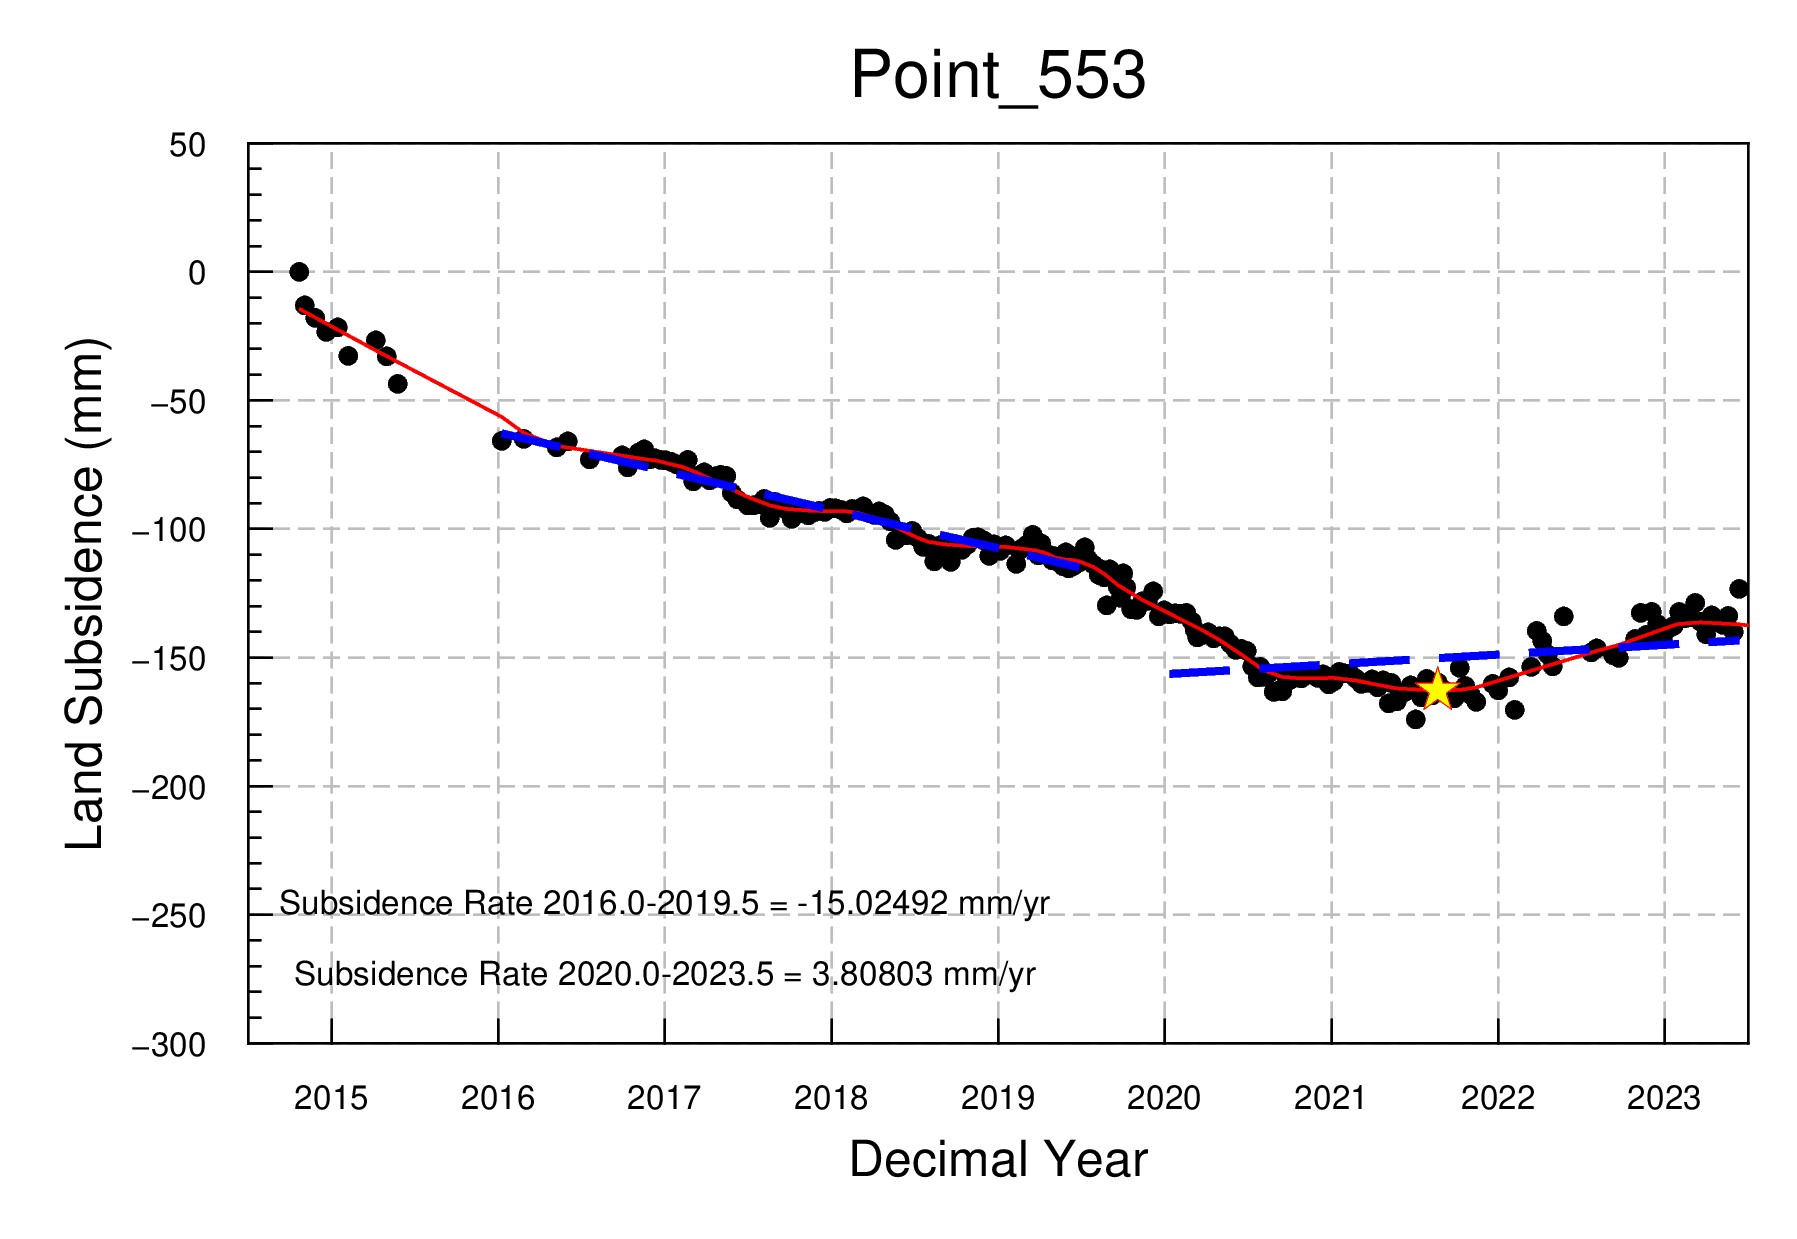 Point_553
50
0
−50
−100
−150
−200
−250
−300
Land Subsidence (mm)
Subsidence Rate 2016.0-2019.5 = -15.02492 mm/yr
Subsidence Rate 2020.0-2023.5 = 3.80803 mm/yr
2015 2016 2017 2018 2019 2020 2021 2022 2023
Decimal Year